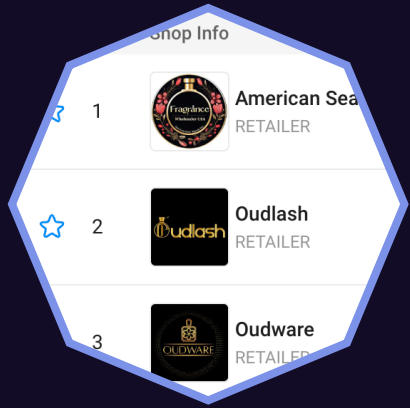 Shop Info
1
Fragrance
Wholesaler USA
American Sea
RETAILER
2
Oudlash
Oudlash
RETAILER
3
OUDWARE
Oudware
RETAILER